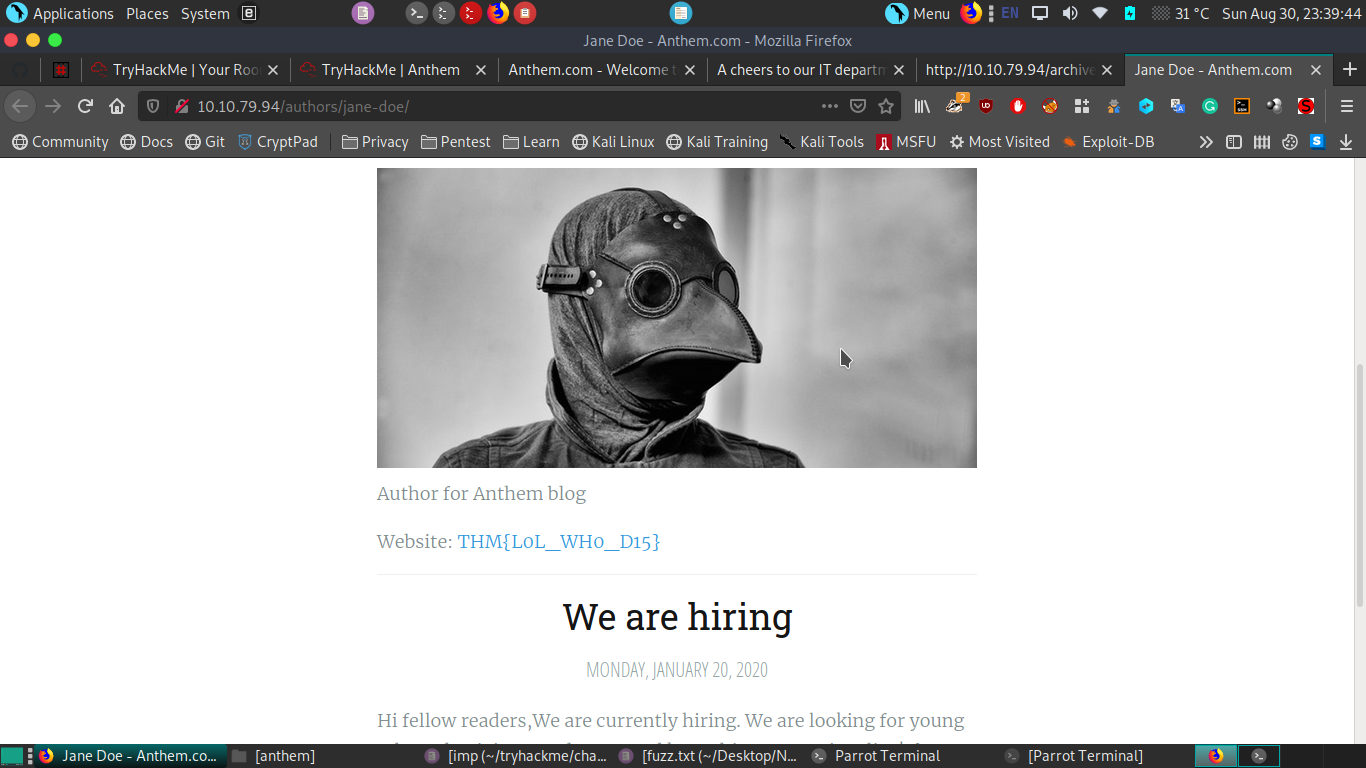 Applications Places System Menu EN 31 °C Sun Aug 30, 23:39:44
Jane Doe - Anthem.com - Mozilla Firefox
TryHackMe | Your Roo TryHackMe | Anthem Anthem.com - Welcome t A cheers to our IT departm http://10.10.79.94/archive Jane Doe - Anthem.com
10.10.79.94/authors/jane-doe/ 2
Community Docs Git CryptPad Privacy Pentest Learn Kali Linux Kali Training Kali Tools MSFU Most Visited Exploit-DB
Author for Anthem blog
Website: THM{L0L_WH0_D15}
We are hiring
MONDAY, JANUARY 20, 2020
Hi fellow readers,We are currently hiring. We are looking for young
Jane Doe - Anthem.co... [anthem] [imp (~/tryhackme/cha... [fuzz.txt (~/Desktop/N... Parrot Terminal [Parrot Terminal]